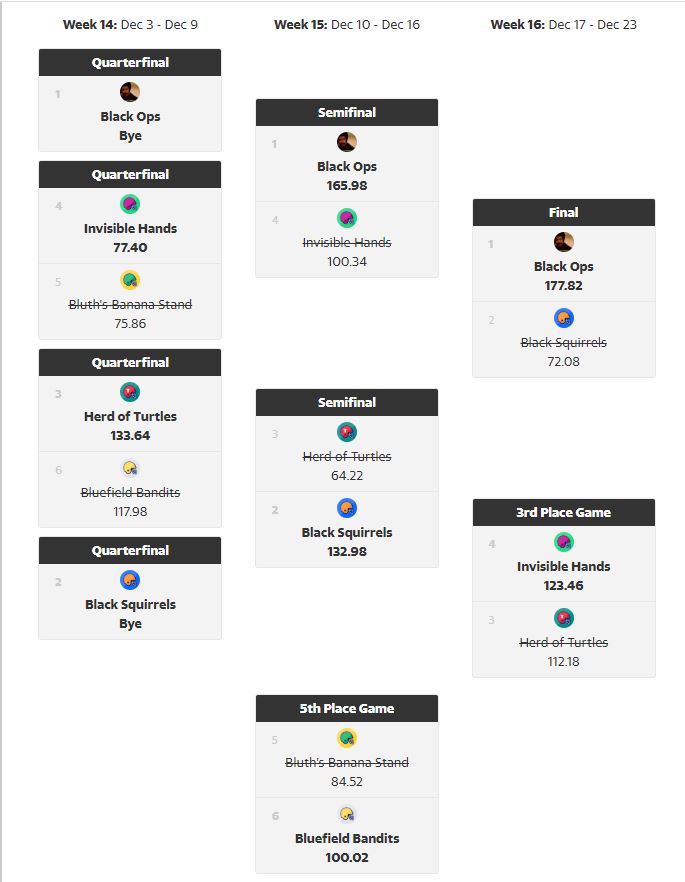 Week 14: Dec 3 - Dec 9
Week 15: Dec 10 - Dec 16
Week 16: Dec 17 - Dec 23
Quarterfinal
1
Black Ops
Bye
Quarterfinal
4
Invisible Hands
77.40
5
Bluth's Banana Stand
75.86
Quarterfinal
3
Herd of Turtles
133.64
6
Bluefield Bandits
117.98
Quarterfinal
2
Black Squirrels
Bye
Semifinal
1
Black Ops
165.98
4
Invisible Hands
100.34
Semifinal
3
Herd of Turtles
64.22
2
Black Squirrels
132.98
5th Place Game
5
Bluth's Banana Stand
84.52
6
Bluefield Bandits
100.02
Final
1
Black Ops
177.82
2
Black Squirrels
72.08
3rd Place Game
4
Invisible Hands
123.46
3
Herd of Turtles
112.18